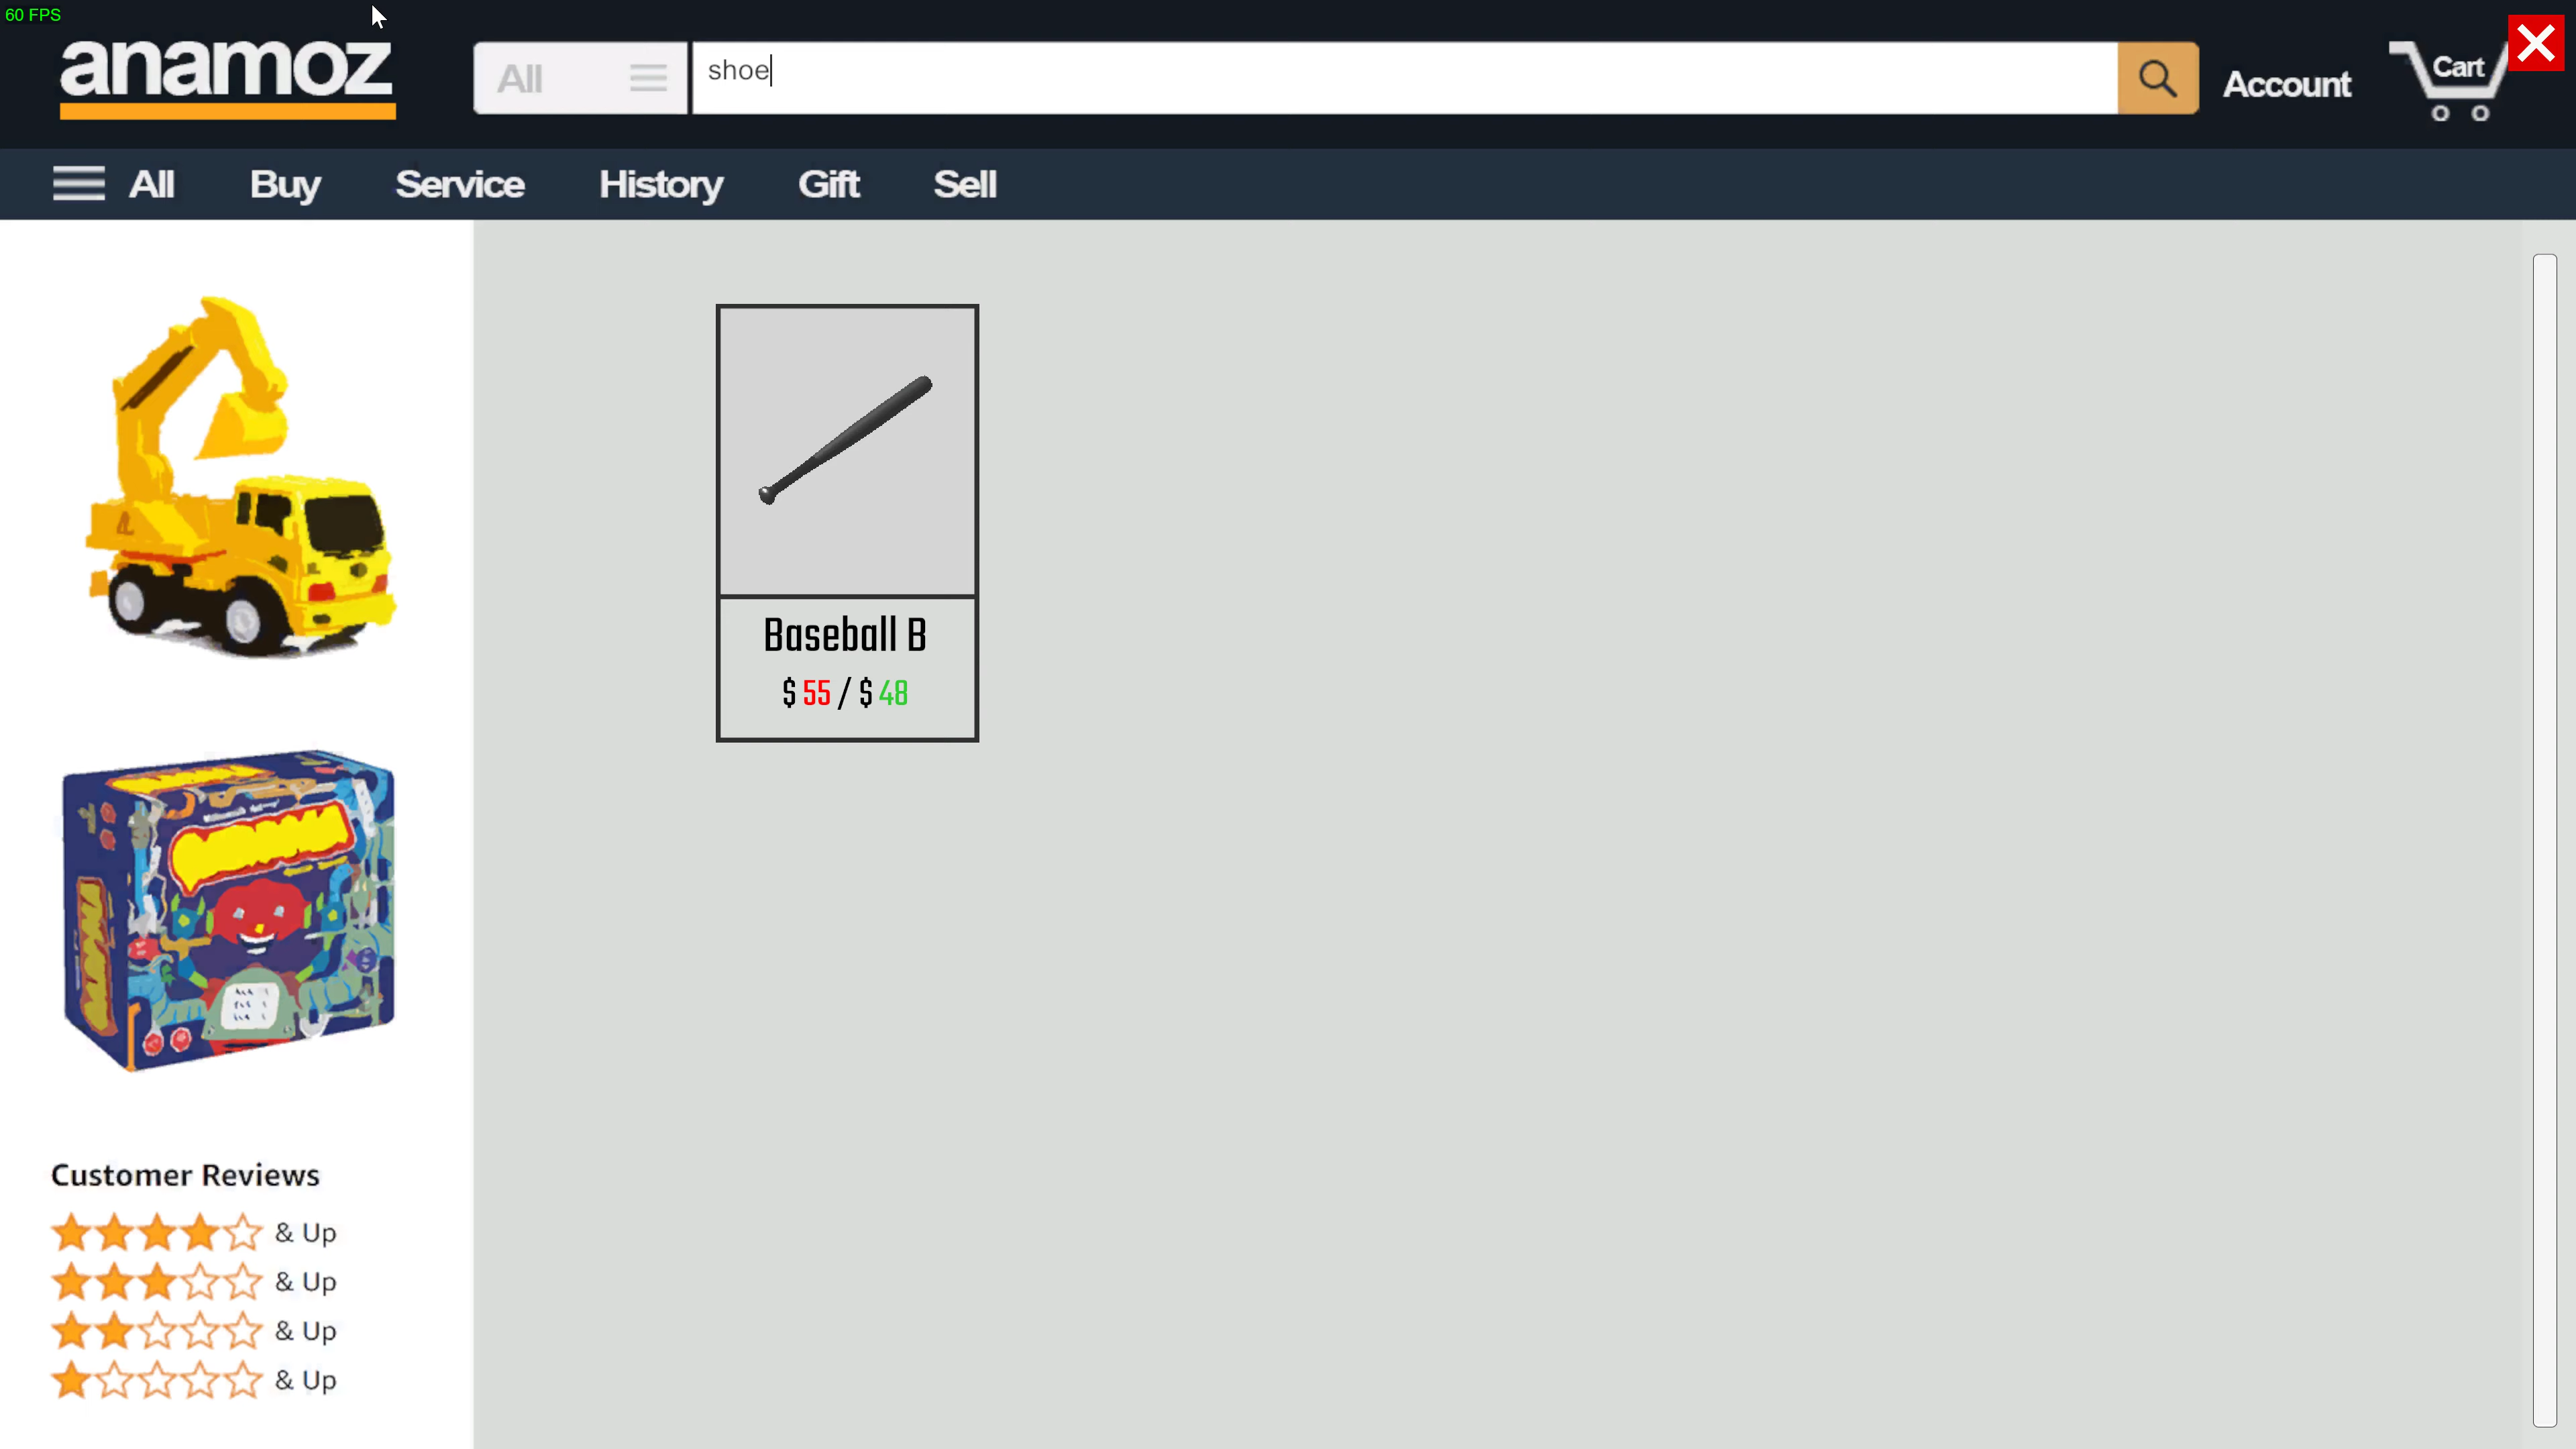 60 FPS
anamoz
All
shoe
Account
Cart
All Buy Service History Gift Sell
Baseball B
$ 55 / $ 48
Customer Reviews
& Up
& Up
& Up
& Up